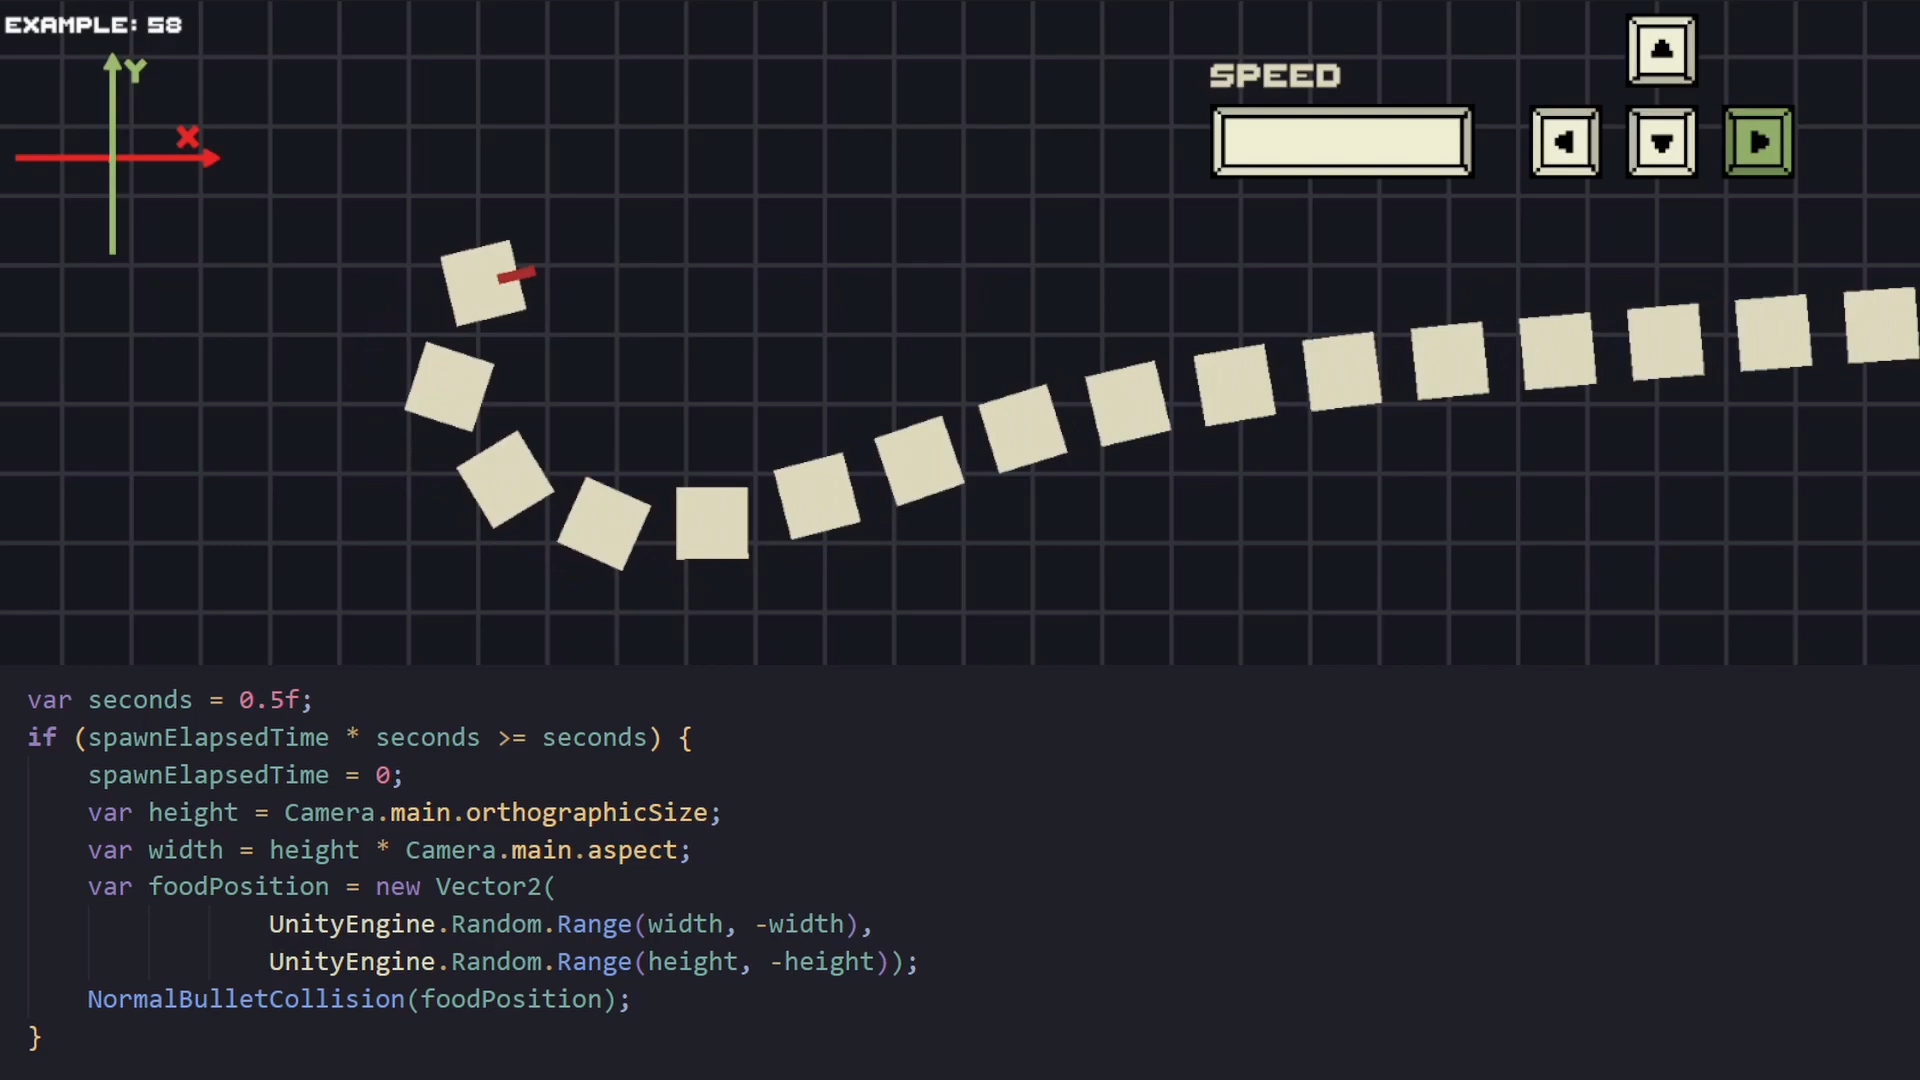 EXAMPLE: 58
Y
X
SPEED
var seconds = 0.5f;
if (spawnElapsedTime * seconds >= seconds) {
    spawnElapsedTime = 0;
    var height = Camera.main.orthographicSize;
    var width = height * Camera.main.aspect;
    var foodPosition = new Vector2(
                UnityEngine.Random.Range(width, -width),
                UnityEngine.Random.Range(height, -height));
    NormalBulletCollision(foodPosition);
}